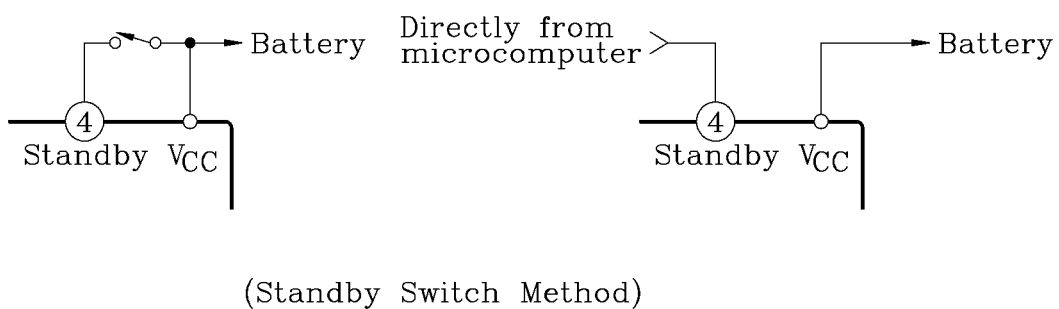 Battery
4
Standby VCC
Directly from
microcomputer
Battery
4
Standby VCC
(Standby Switch Method)